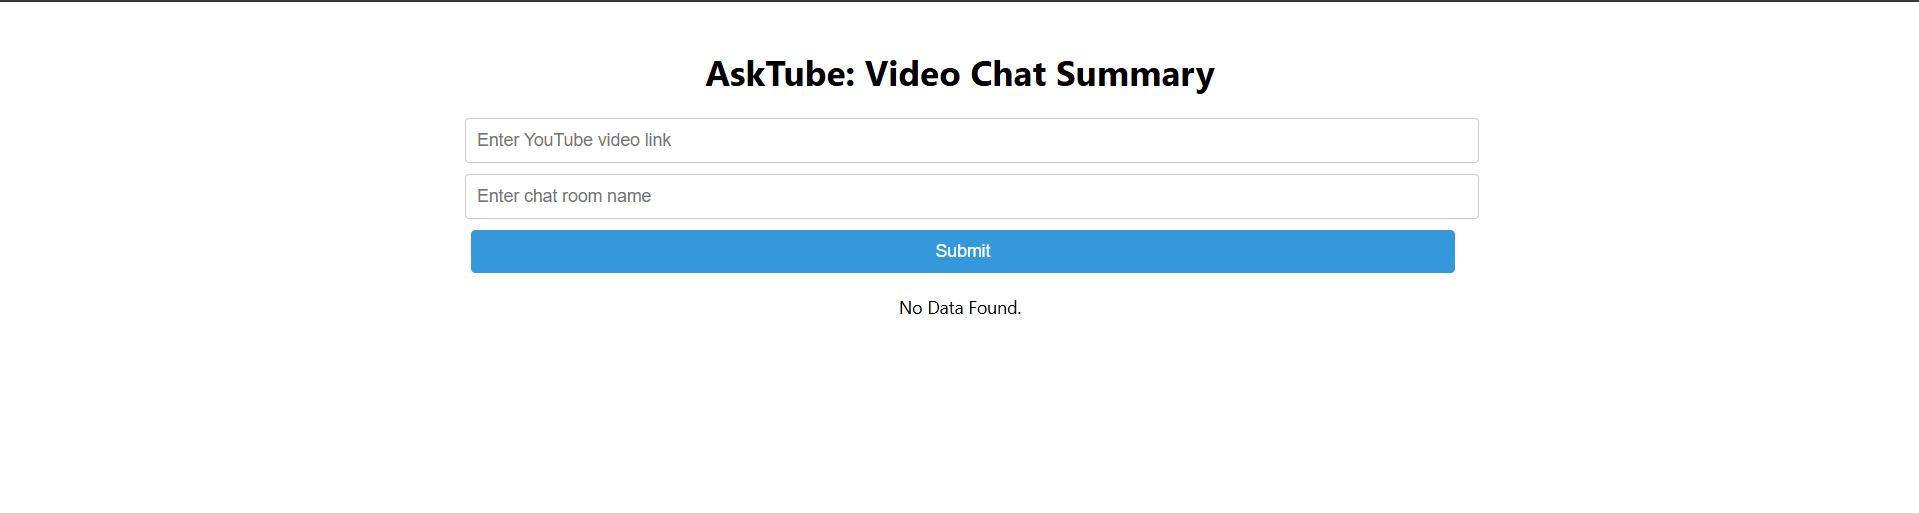 AskTube: Video Chat Summary
Enter YouTube video link
Enter chat room name
Submit
No Data Found.